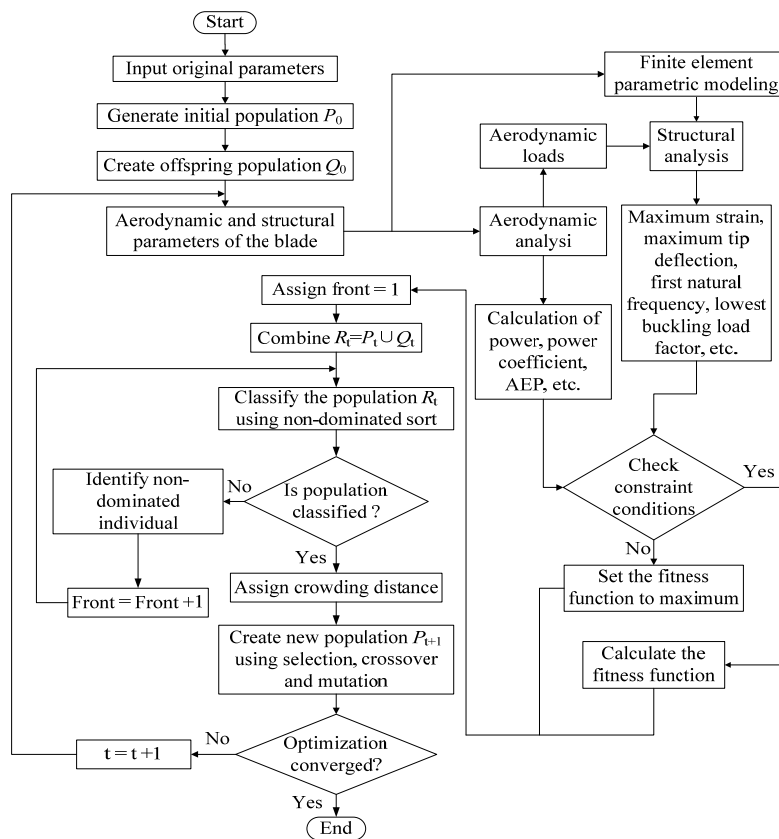 Start
Input original parameters
Generate initial population P0
Create offspring population Q0
Aerodynamic and structural
parameters of the blade
Finite element
parametric modeling
Aerodynamic
loads
Structural
analysis
Aerodynamic
analysi
Maximum strain,
maximum tip
deflection,
first natural
frequency, lowest
buckling load
factor, etc.
Calculation of
power, power
coefficient,
AEP, etc.
Check
constraint
conditions
Yes
No
Set the fitness
function to maximum
Calculate the
fitness function
Assign front = 1
Combine Rt=Pt∪Qt
Classify the population Rt
using non-dominated sort
Is population
classified ?
No
Identify non-
dominated
individual
Front = Front +1
Yes
Assign crowding distance
Create new population Pt+1
using selection, crossover
and mutation
Optimization
converged?
No
t = t +1
Yes
End